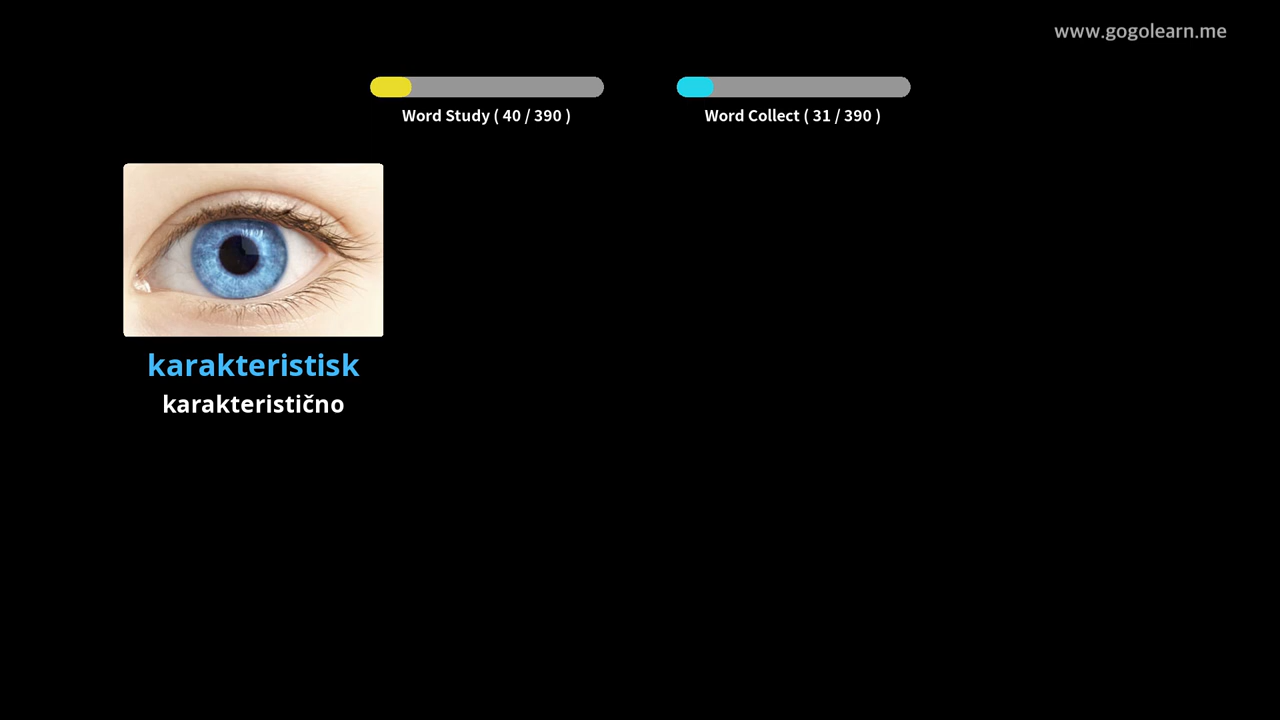 www.gogolearn.me
Word Study ( 40 / 390 )
Word Collect ( 31 / 390 )
karakteristisk
karakteristično